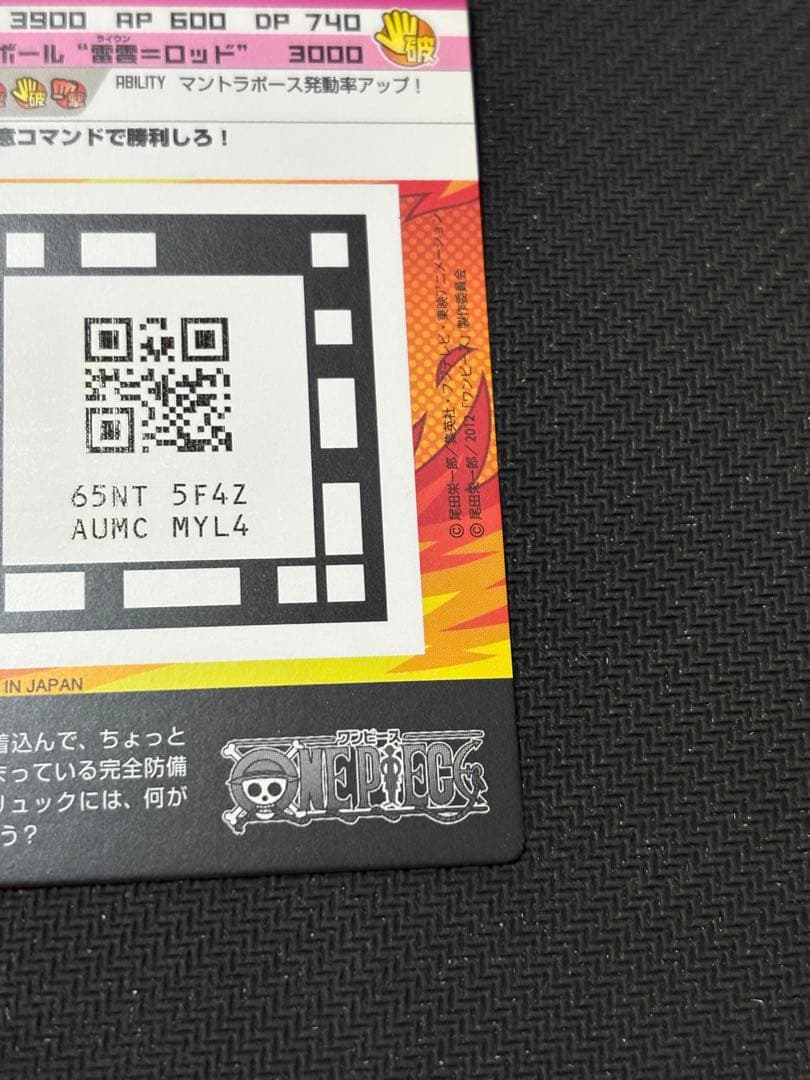 3900 AP 600 DP 740
ライウン
ボール “雷雲=ロッド” 3000
破
破 撃
ABILITY マントラポース発動率アップ!
意コマンドで勝利しろ!
©尾田栄一郎/集英社・フジテレビ・東映アニメーション
©尾田栄一郎/2012「ワンピース」製作委員会
65NT 5F4Z
AUMC MYL4
IN JAPAN
着込んで、ちょっと
まっている完全防備
リュックには、何が
う?
ワンピース
ONE PIECE